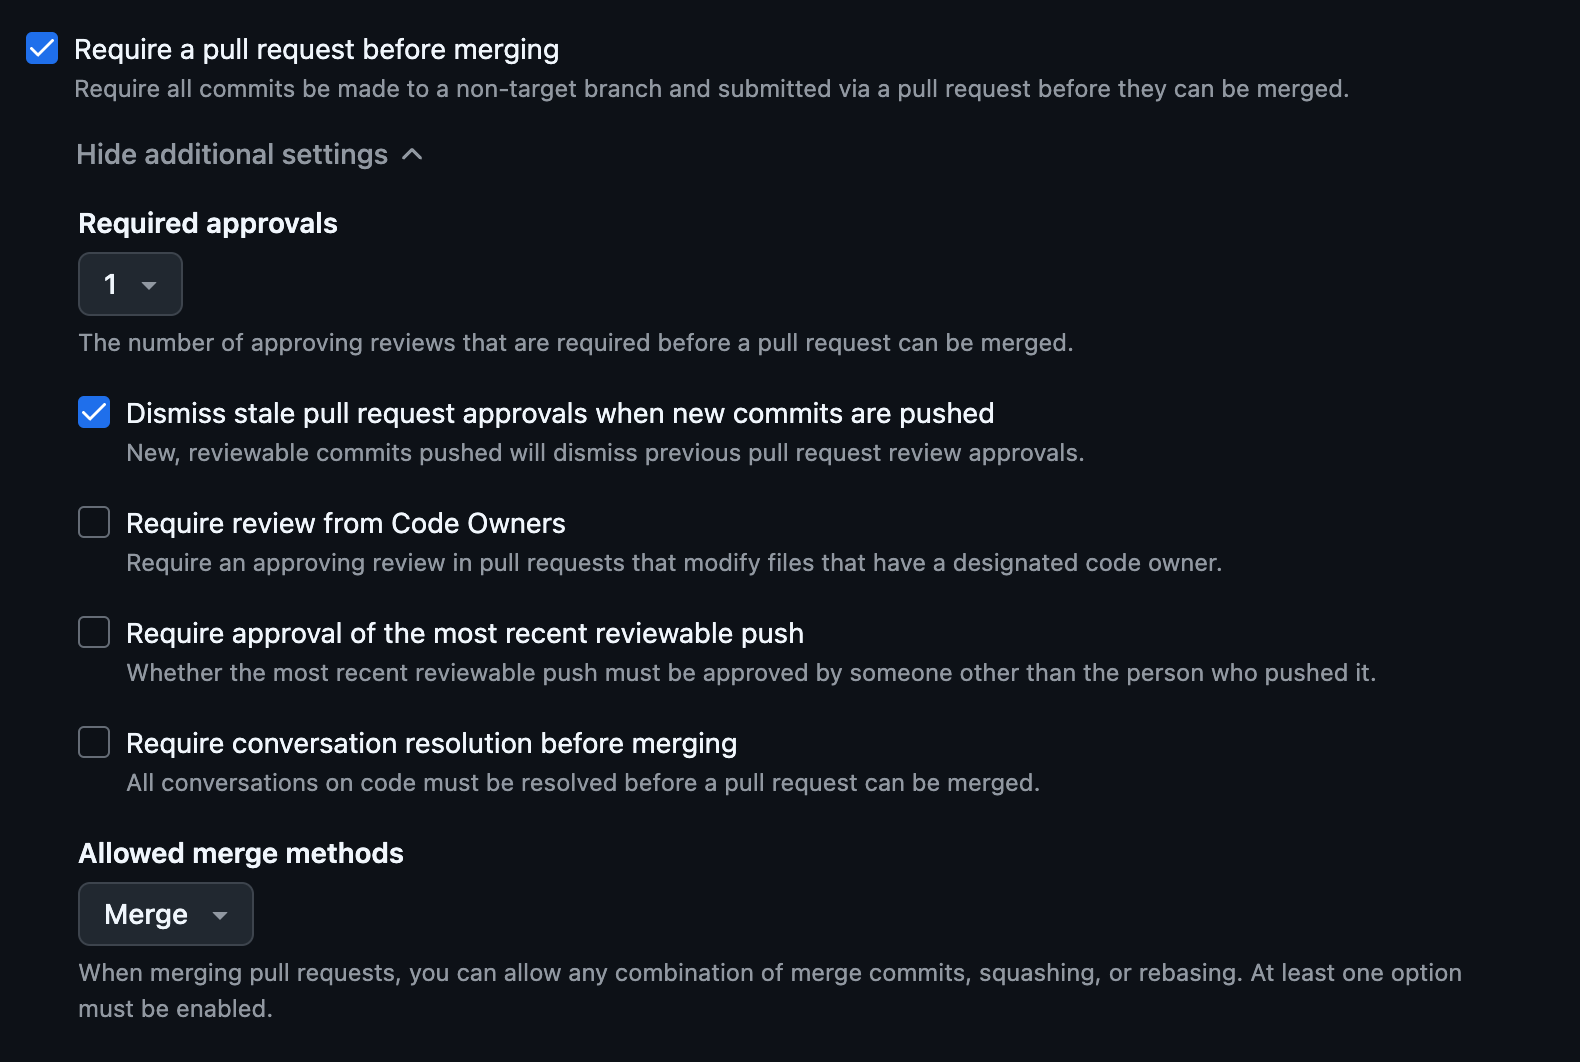 Require a pull request before merging
Require all commits be made to a non-target branch and submitted via a pull request before they can be merged.
Hide additional settings
Required approvals
1
The number of approving reviews that are required before a pull request can be merged.
Dismiss stale pull request approvals when new commits are pushed
New, reviewable commits pushed will dismiss previous pull request review approvals.
Require review from Code Owners
Require an approving review in pull requests that modify files that have a designated code owner.
Require approval of the most recent reviewable push
Whether the most recent reviewable push must be approved by someone other than the person who pushed it.
Require conversation resolution before merging
All conversations on code must be resolved before a pull request can be merged.
Allowed merge methods
Merge
When merging pull requests, you can allow any combination of merge commits, squashing, or rebasing. At least one option
must be enabled.